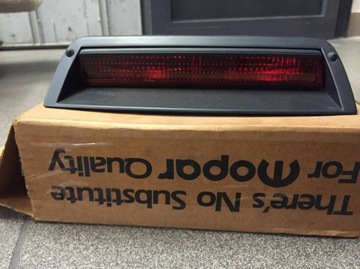 There's No Substitute
For Mopar Quality